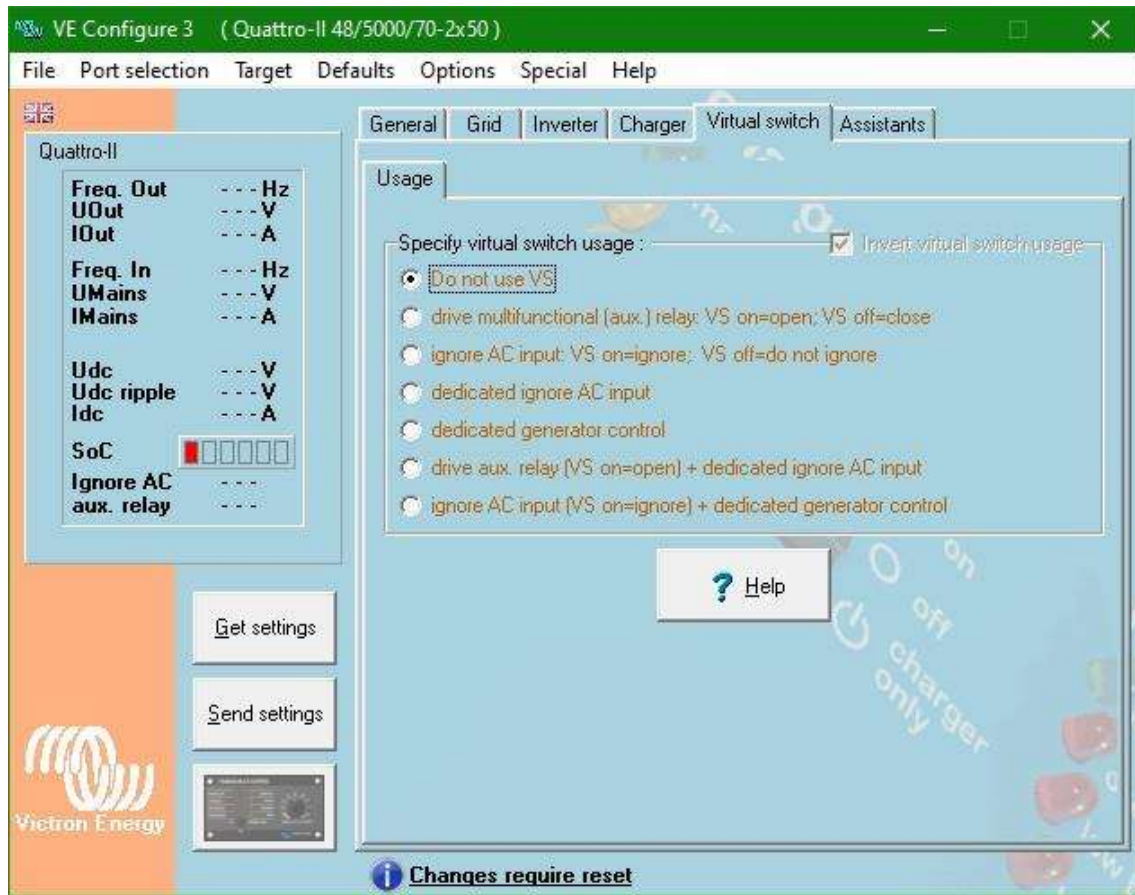 VE Configure 3 ( Quattro-II 48/5000/70-2x50 )
File Port selection Target Defaults Options Special Help
General Grid Inverter Charger Virtual switch Assistants
Quattro-II
Usage
Freq. Out ---Hz
UOut ---V
IOut ---A
Freq. In ---Hz
UMains ---V
IMains ---A
Udc ---V
Udc ripple ---V
Idc ---A
SoC
Ignore AC ---
aux. relay ---
Specify virtual switch usage :
Invert virtual switch usage
Do not use VS
drive multifunctional (aux.) relay: VS on=open; VS off=close
ignore AC input: VS on=ignore; VS off=do not ignore
dedicated ignore AC input
dedicated generator control
drive aux. relay (VS on=open) + dedicated ignore AC input
ignore AC input (VS on=ignore) + dedicated generator control
? Help
on
off
charger
only
Get settings
Send settings
Victron Energy
Changes require reset